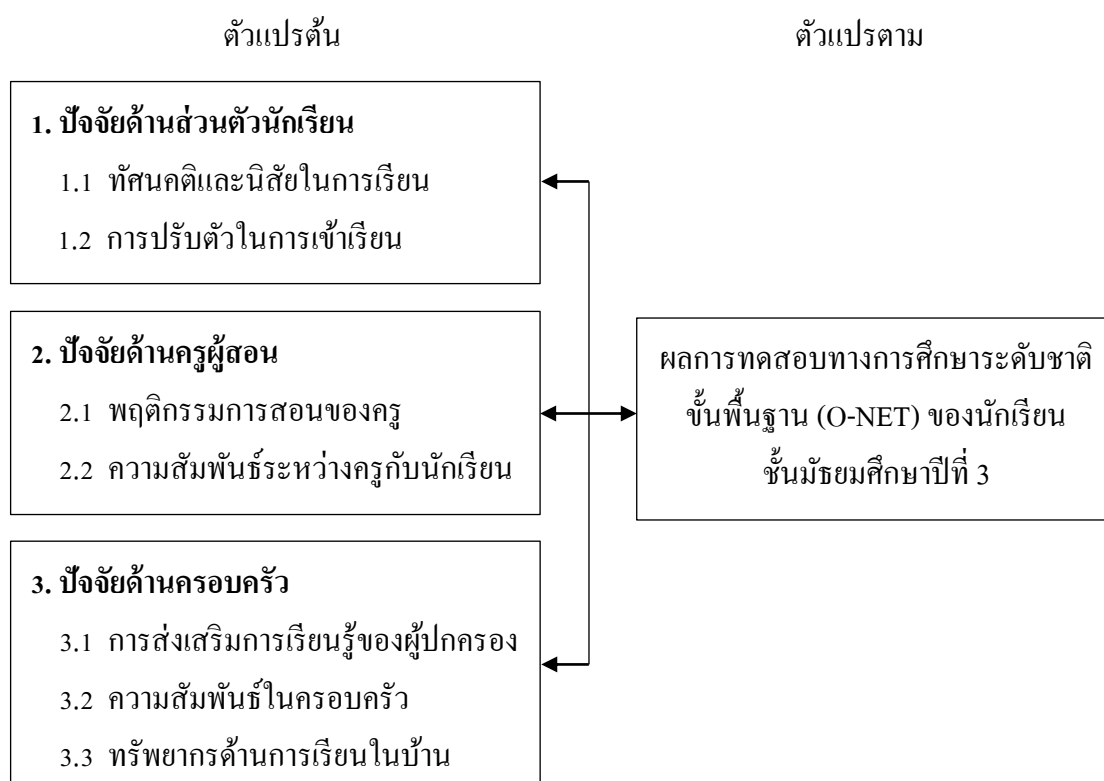 ตัวแปรต้น
ตัวแปรตาม
1. ปัจจัยด้านส่วนตัวนักเรียน
1.1 ทัศนคติและนิสัยในการเรียน
1.2 การปรับตัวในการเข้าเรียน
2. ปัจจัยด้านครูผู้สอน
2.1 พฤติกรรมการสอนของครู
2.2 ความสัมพันธ์ระหว่างครูกับนักเรียน
3. ปัจจัยด้านครอบครัว
3.1 การส่งเสริมการเรียนรู้ของผู้ปกครอง
3.2 ความสัมพันธ์ในครอบครัว
3.3 ทรัพยากรด้านการเรียนในบ้าน
ผลการทดสอบทางการศึกษาระดับชาติ
ขั้นพื้นฐาน (O-NET) ของนักเรียน
ชั้นมัธยมศึกษาปีที่ 3